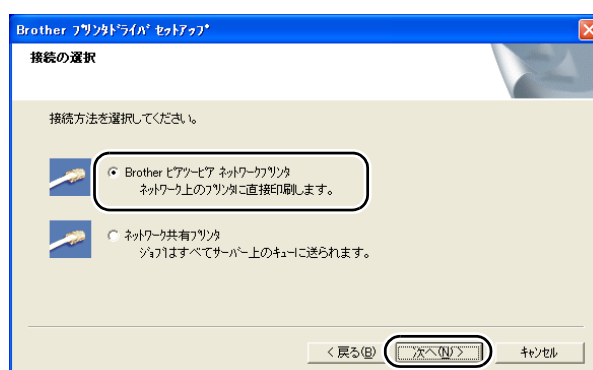 Brother ﾌﾟﾘﾝﾀﾄﾞﾗｲﾊﾞ ｾｯﾄｱｯﾌﾟ
接続の選択
接続方法を選択してください。
Brother ﾋﾟｱﾂｰﾋﾟｱ ﾈｯﾄﾜｰｸﾌﾟﾘﾝﾀ
ﾈｯﾄﾜｰｸ上のﾌﾟﾘﾝﾀに直接印刷します。
ﾈｯﾄﾜｰｸ共有ﾌﾟﾘﾝﾀ
ｼﾞｮﾌﾞはすべてｻｰﾊﾞｰ上のｷｭｰに送られます。
< 戻る(B) 次へ(N) > ｷｬﾝｾﾙ